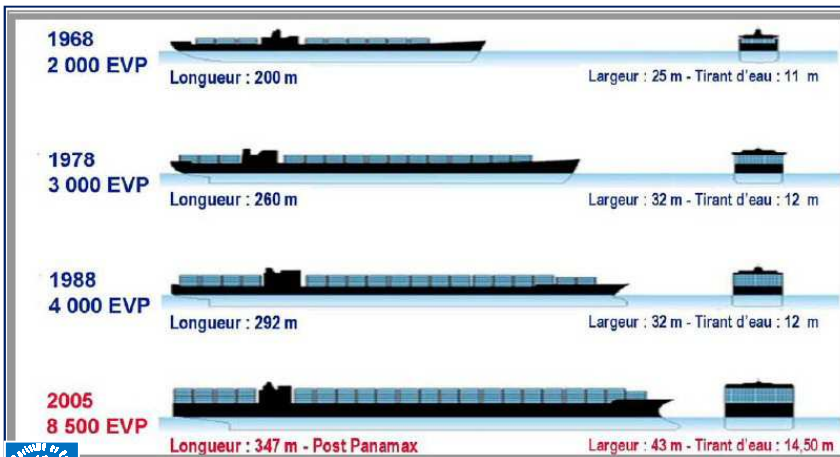 1968
2 000 EVP
Longueur : 200 m
Largeur : 25 m - Tirant d'eau : 11 m
1978
3 000 EVP
Longueur : 260 m
Largeur : 32 m - Tirant d'eau : 12 m
1988
4 000 EVP
Longueur : 292 m
Largeur : 32 m - Tirant d'eau : 12 m
2005
8 500 EVP
Longueur : 347 m - Post Panamax
Largeur : 43 m - Tirant d'eau : 14,50 m